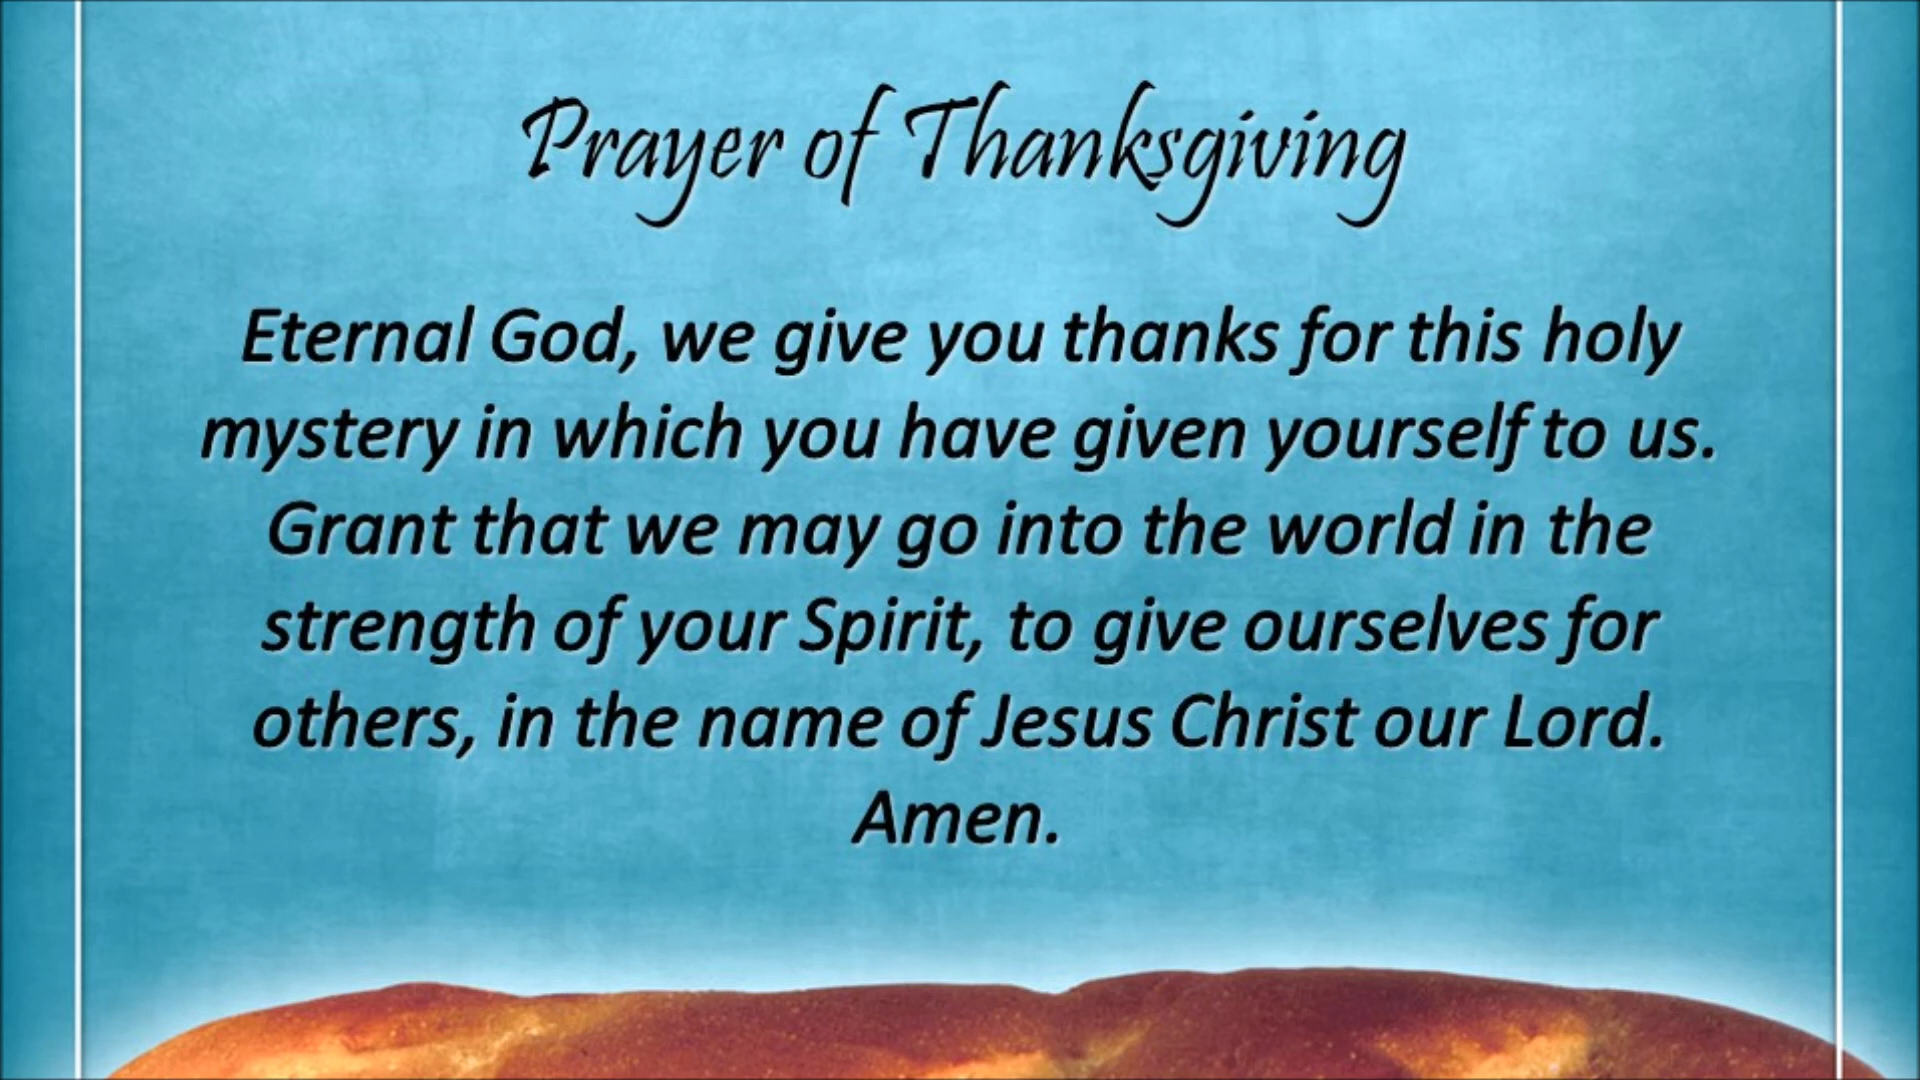 Prayer of Thanksgiving
Eternal God, we give you thanks for this holy
mystery in which you have given yourself to us.
Grant that we may go into the world in the
strength of your Spirit, to give ourselves for
others, in the name of Jesus Christ our Lord.
Amen.